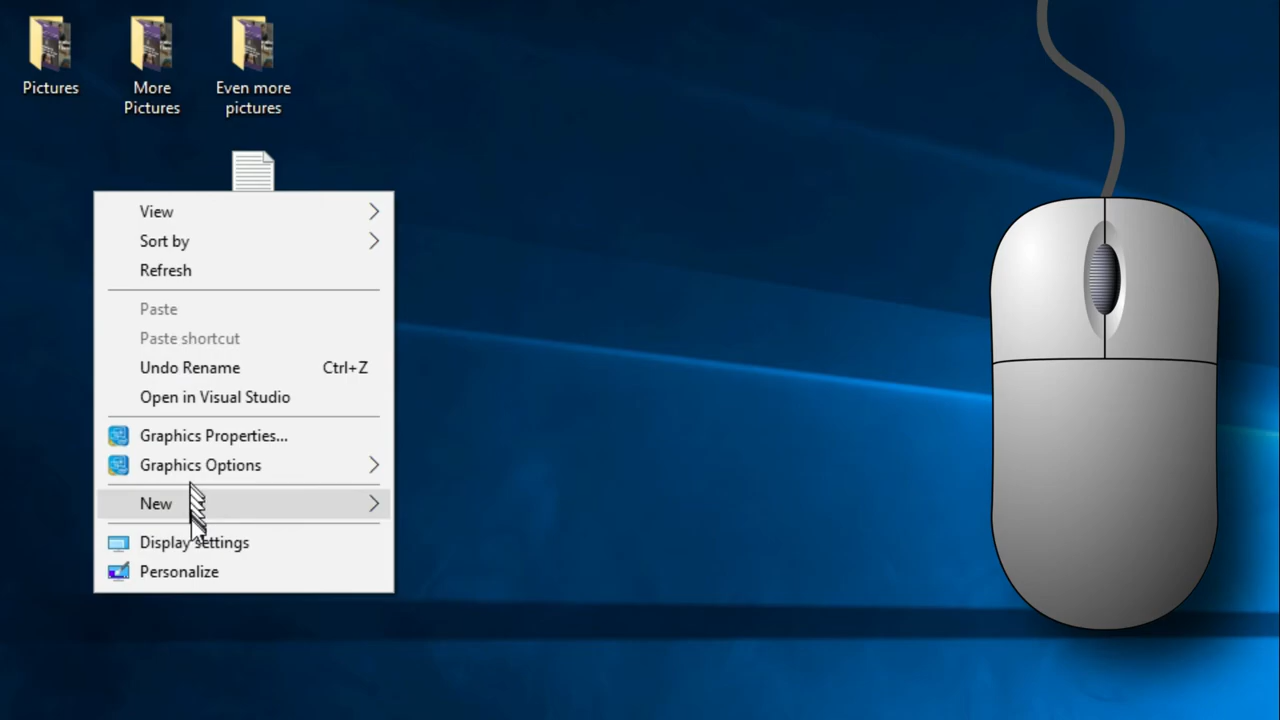 Pictures
More
Pictures
Even more
pictures
View
Sort by
Refresh
Paste
Paste shortcut
Undo Rename Ctrl+Z
Open in Visual Studio
Graphics Properties...
Graphics Options
New
Display settings
Personalize